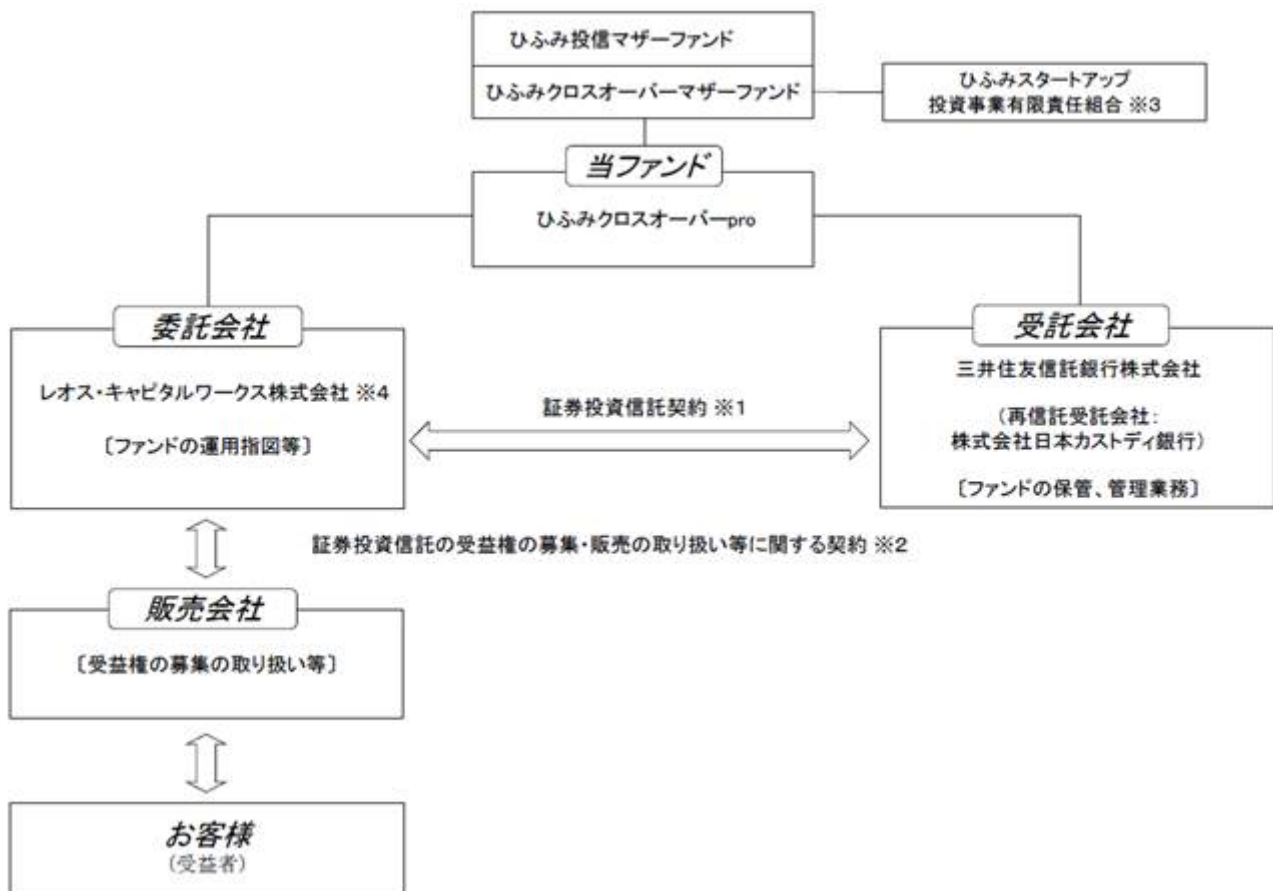 ひふみ投信マザーファンド
ひふみクロスオーバーマザーファンド
ひふみスタートアップ
投資事業有限責任組合 ※3
当ファンド
ひふみクロスオーバーpro
委託会社
レオス・キャピタルワークス株式会社 ※4
〔ファンドの運用指図等〕
証券投資信託契約 ※1
受託会社
三井住友信託銀行株式会社
（再信託受託会社：
株式会社日本カストディ銀行）
〔ファンドの保管、管理業務〕
証券投資信託の受益権の募集・販売の取り扱い等に関する契約 ※2
販売会社
〔受益権の募集の取り扱い等〕
お客様
（受益者）